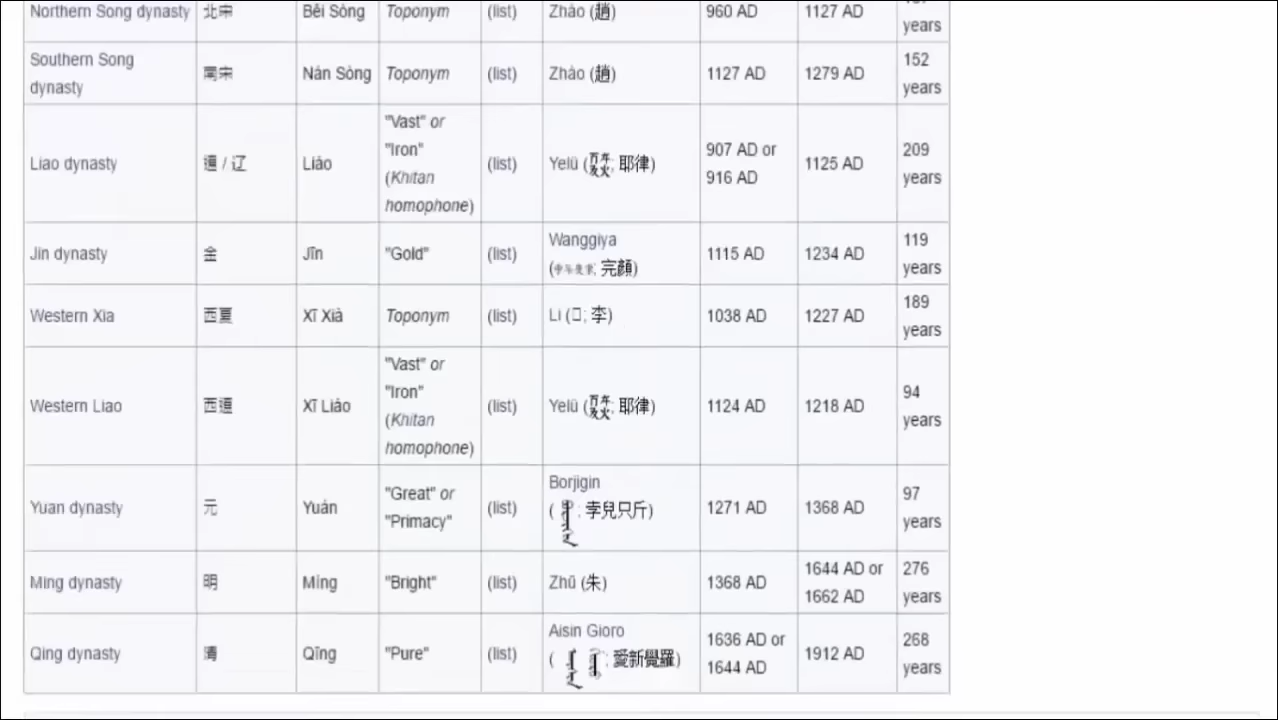 Northern Song dynasty 北宋 Běi Sòng Toponym (list) Zhào (趙) 960 AD 1127 AD years
Southern Song dynasty 南宋 Nán Sòng Toponym (list) Zhào (趙) 1127 AD 1279 AD 152 years
Liao dynasty 遼 / 辽 Liáo "Vast" or "Iron" (Khitan homophone) (list) Yelü (耶律) 907 AD or 916 AD 1125 AD 209 years
Jin dynasty 金 Jīn "Gold" (list) Wanggiya (完顏) 1115 AD 1234 AD 119 years
Western Xia 西夏 Xī Xià Toponym (list) Li (李) 1038 AD 1227 AD 189 years
Western Liao 西遼 Xī Liáo "Vast" or "Iron" (Khitan homophone) (list) Yelü (耶律) 1124 AD 1218 AD 94 years
Yuan dynasty 元 Yuán "Great" or "Primacy" (list) Borjigin (孛兒只斤) 1271 AD 1368 AD 97 years
Ming dynasty 明 Míng "Bright" (list) Zhū (朱) 1368 AD 1644 AD or 1662 AD 276 years
Qing dynasty 清 Qīng "Pure" (list) Aisin Gioro (愛新覺羅) 1636 AD or 1644 AD 1912 AD 268 years